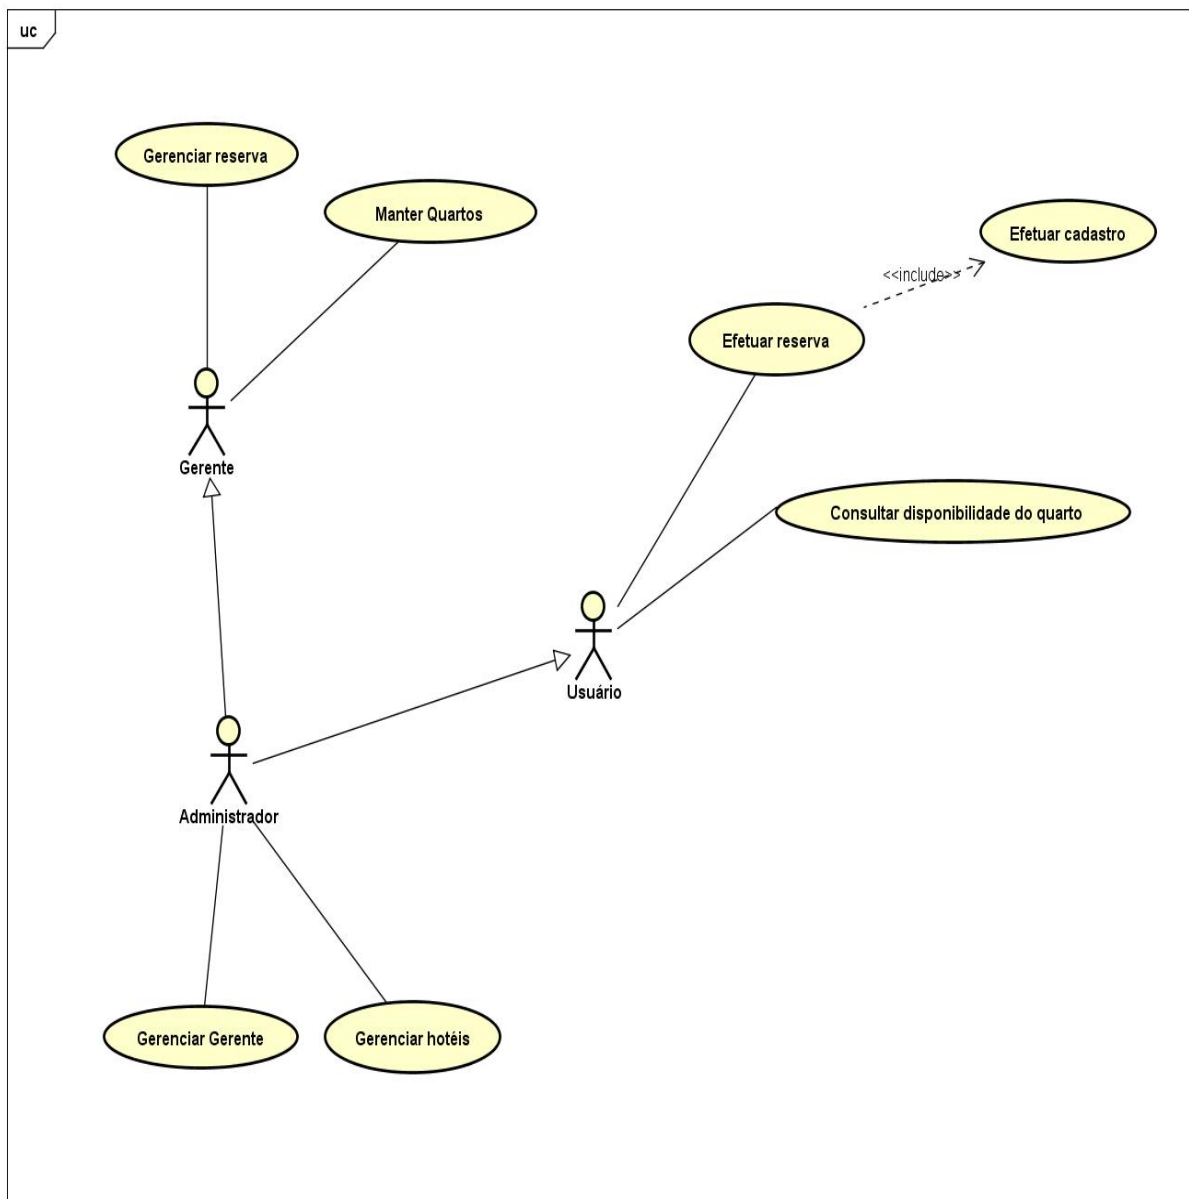 uc
Gerenciar reserva
Manter Quartos
Efetuar cadastro
<<include>>
Efetuar reserva
Gerente
Consultar disponibilidade do quarto
Usuário
Administrador
Gerenciar Gerente
Gerenciar hotéis